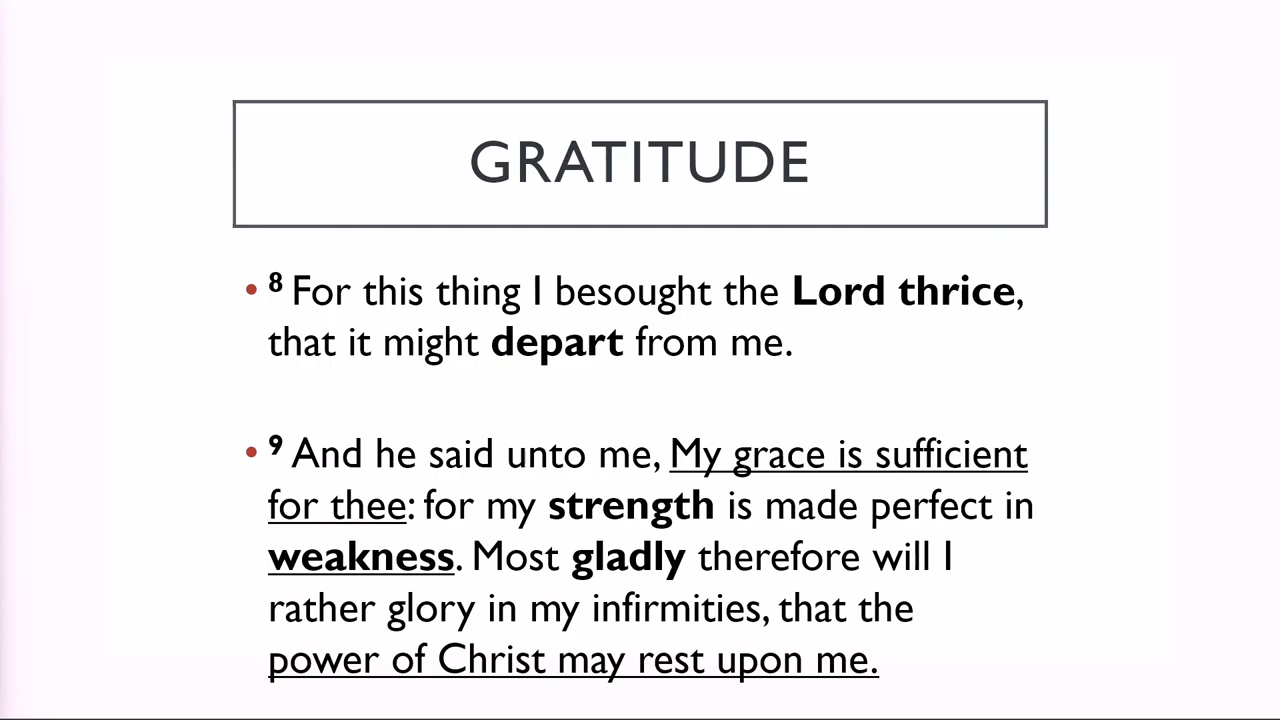 GRATITUDE
• 8 For this thing I besought the Lord thrice,
that it might depart from me.
• 9 And he said unto me, My grace is sufficient
for thee: for my strength is made perfect in
weakness. Most gladly therefore will I
rather glory in my infirmities, that the
power of Christ may rest upon me.